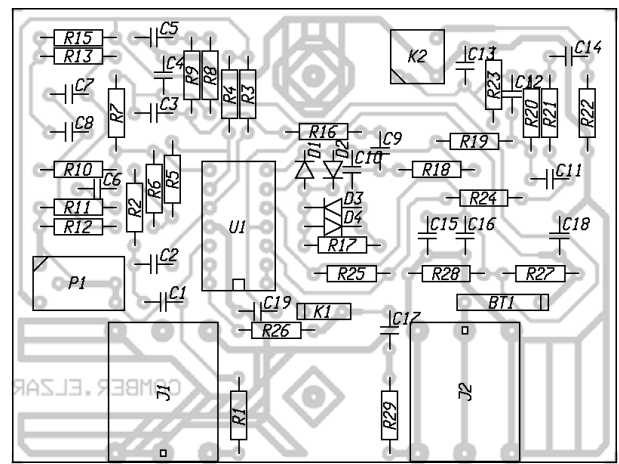 R15 C5
R13
K2
C13 C14
C4
R9 R8 R4 R3 R23
C7
C12
R7 C3 R20 R21 R22
C8 R16 D1 D2 C9 R19
C10
R10 R18 C11
C6 R2 R6 R5 R24
R11 D3
R12 U1 D4 C15 C16 C18
R17
C2 R25 R28 R27
P1
C1 C19 K1 BT1
R26 C17
J1 R1 R29 J2
COMBER.ELZAR